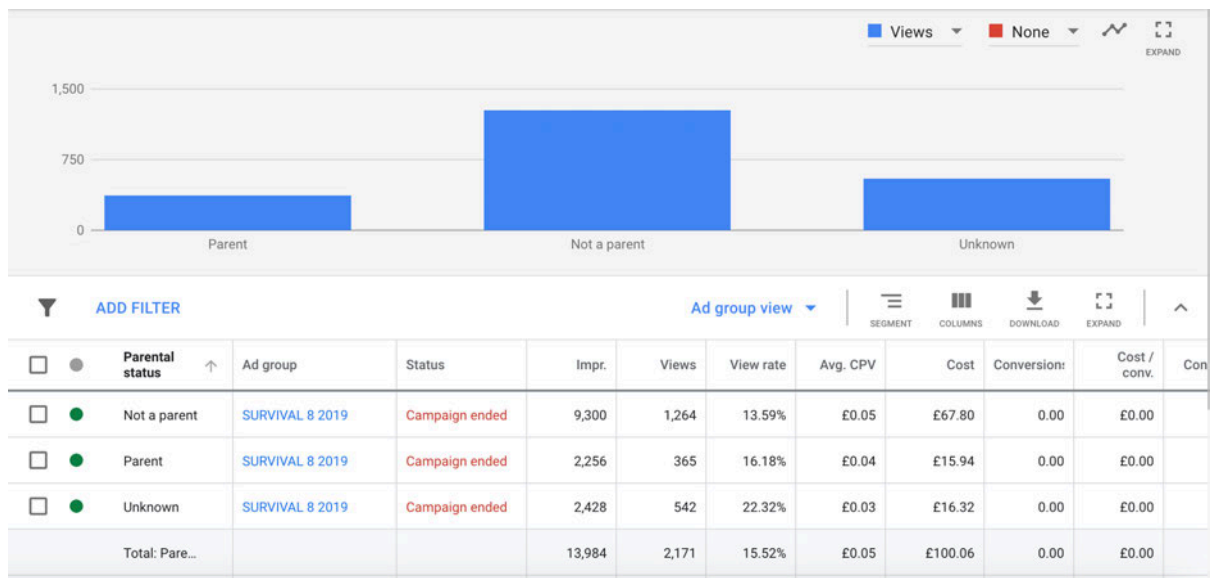 Views None
EXPAND
1,500
750
0
Parent Not a parent Unknown
ADD FILTER Ad group view SEGMENT COLUMNS DOWNLOAD EXPAND
Parental status Ad group Status Impr. Views View rate Avg. CPV Cost Conversions Cost / conv. Con
Not a parent SURVIVAL 8 2019 Campaign ended 9,300 1,264 13.59% £0.05 £67.80 0.00 £0.00
Parent SURVIVAL 8 2019 Campaign ended 2,256 365 16.18% £0.04 £15.94 0.00 £0.00
Unknown SURVIVAL 8 2019 Campaign ended 2,428 542 22.32% £0.03 £16.32 0.00 £0.00
Total: Pare... 13,984 2,171 15.52% £0.05 £100.06 0.00 £0.00